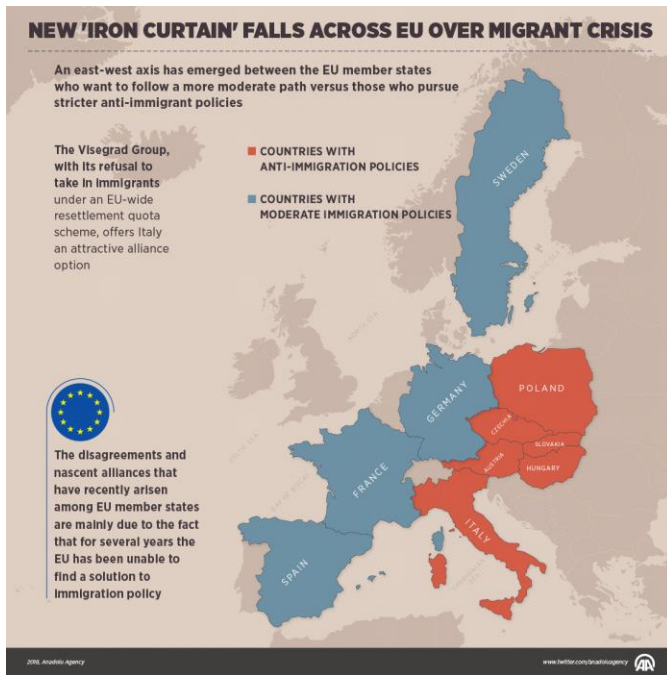 NEW 'IRON CURTAIN' FALLS ACROSS EU OVER MIGRANT CRISIS
An east-west axis has emerged between the EU member states
who want to follow a more moderate path versus those who pursue
stricter anti-immigrant policies
The Visegrad Group,
with its refusal to
take in immigrants
under an EU-wide
resettlement quota
scheme, offers Italy
an attractive alliance
option
COUNTRIES WITH
ANTI-IMMIGRATION POLICIES
COUNTRIES WITH
MODERATE IMMIGRATION POLICIES
SWEDEN
NORTH SEA
POLAND
GERMANY
CZECHIA
SLOVAKIA
AUSTRIA
HUNGARY
CELTIC SEA
FRANCE
ITALY
SPAIN
The disagreements and
nascent alliances that
have recently arisen
among EU member states
are mainly due to the fact
that for several years the
EU has been unable to
find a solution to
immigration policy
2018, Anadolu Agency
www.twitter.com/anadoluagency
AA